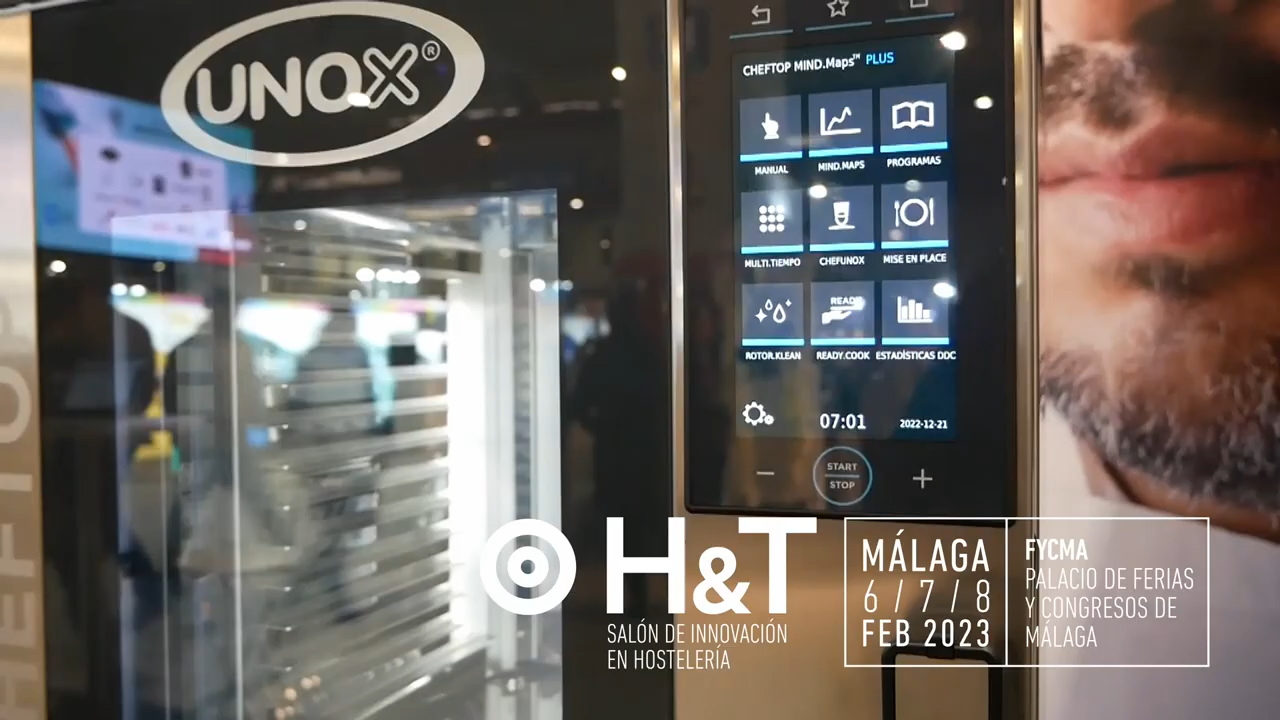 UNOX®
CHEFTOP MIND.Maps™ PLUS
MANUAL
MIND.MAPS
PROGRAMAS
MULTI.TIEMPO
CHEFUNOX
MISE EN PLACE
READY
ROTOR.KLEAN
READY.COOK
ESTADÍSTICAS DDC
07:01
2022-12-21
START
STOP
CHEFTOP
H&T
SALÓN DE INNOVACIÓN
EN HOSTELERÍA
MÁLAGA
6 / 7 / 8
FEB 2023
FYCMA
PALACIO DE FERIAS
Y CONGRESOS DE
MÁLAGA